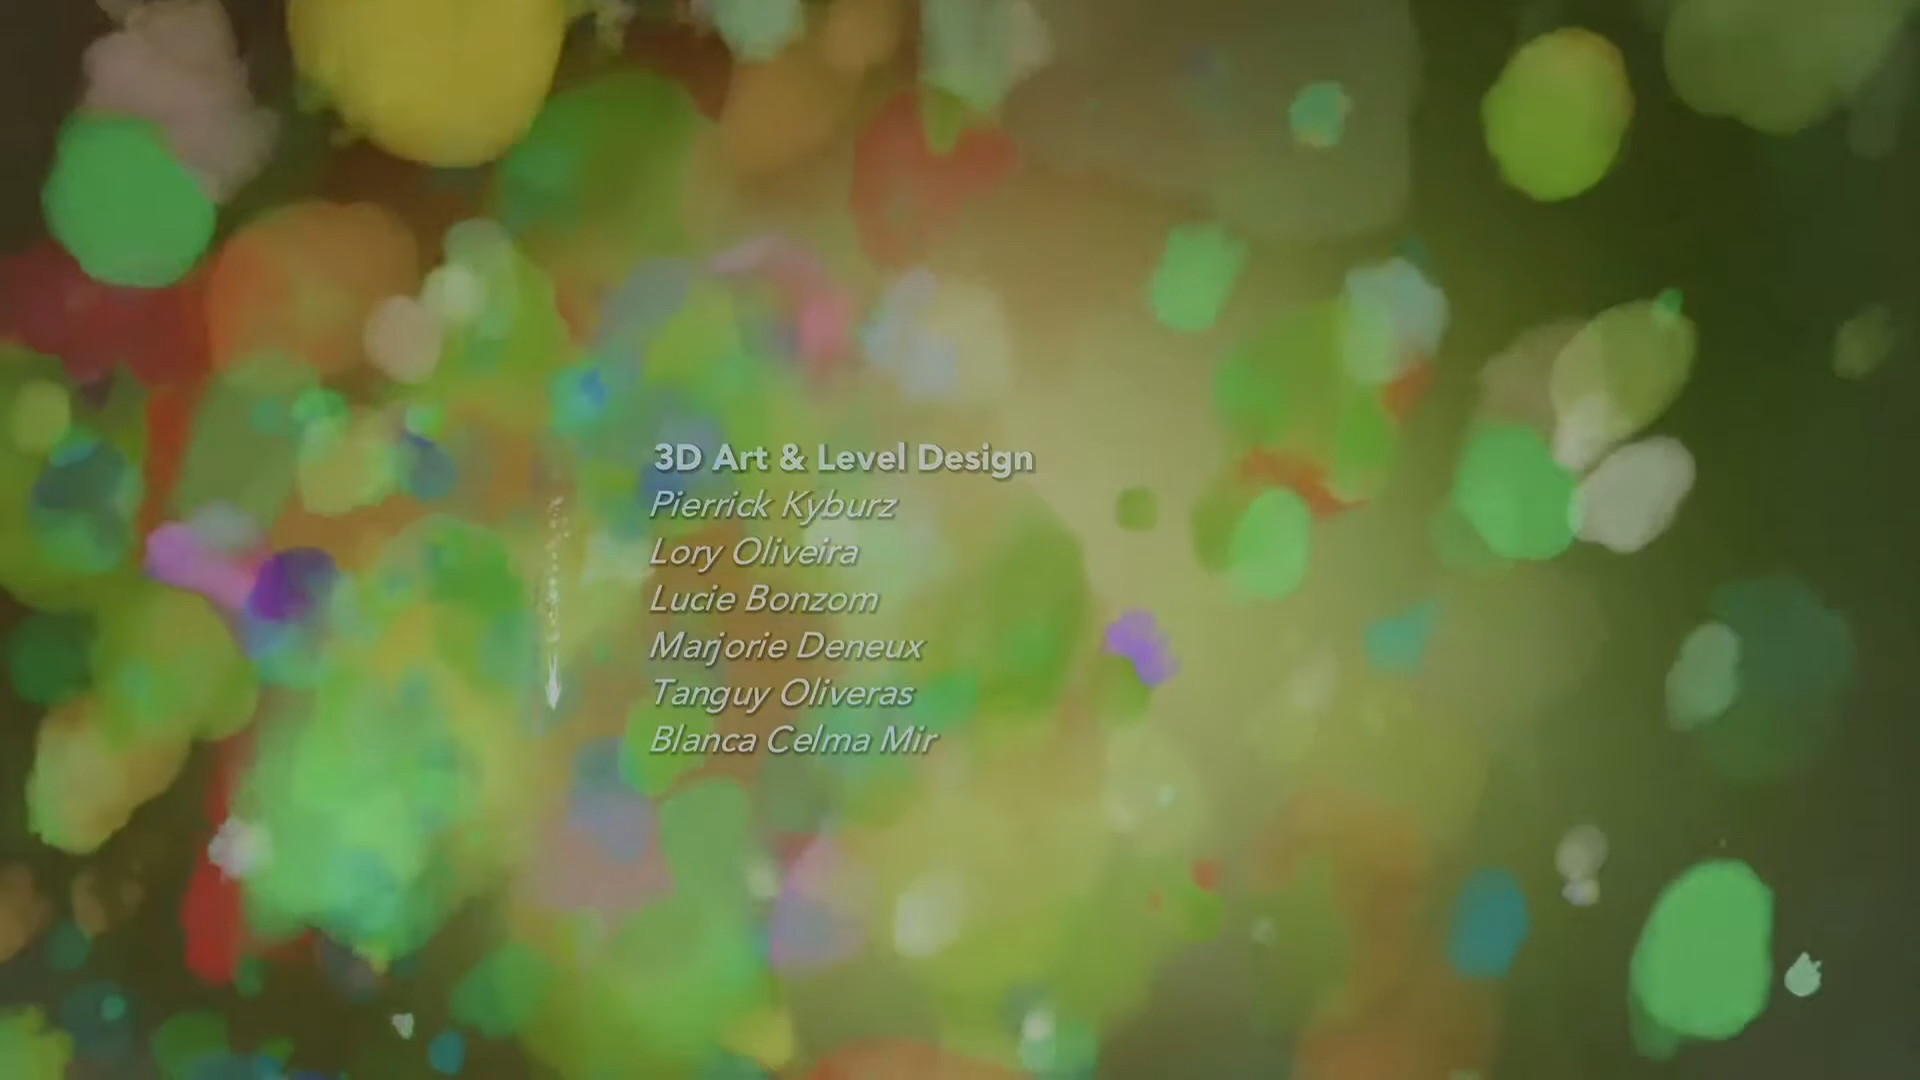 3D Art & Level Design
Pierrick Kyburz
Lory Oliveira
Lucie Bonzom
Marjorie Deneux
Tanguy Oliveras
Blanca Celma Mir